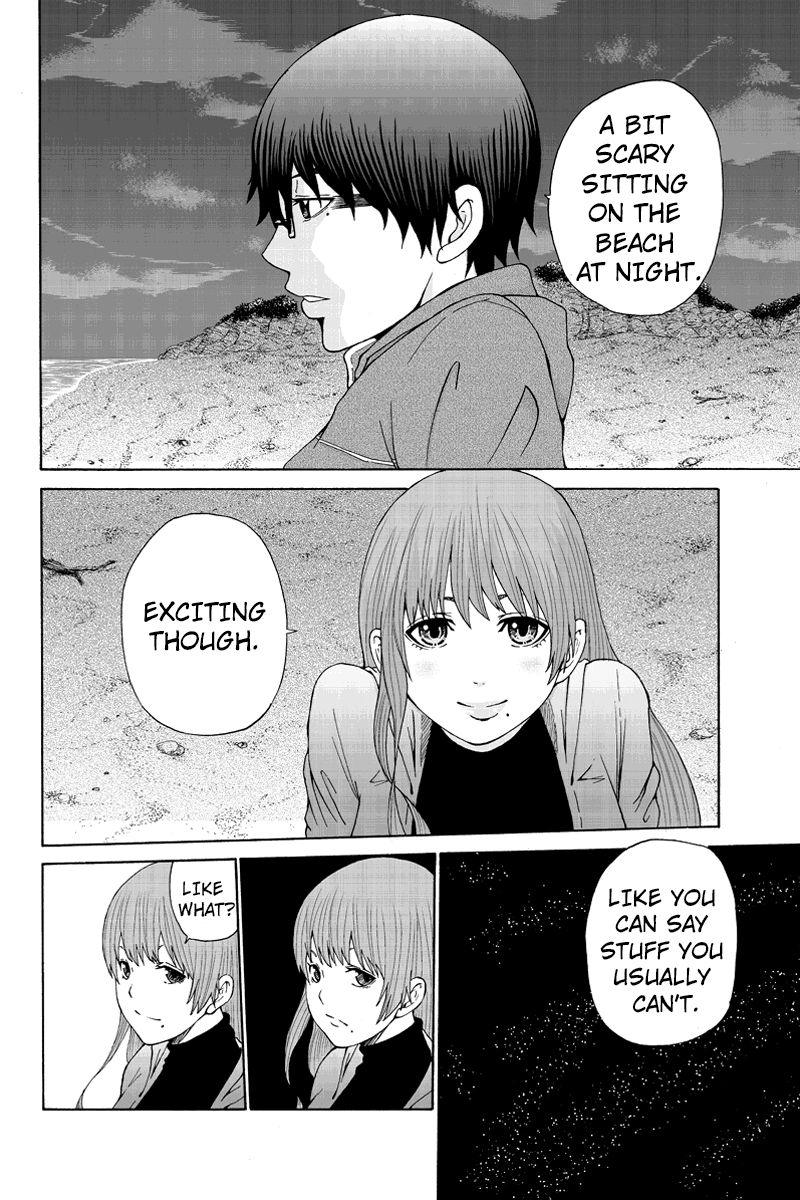 A BIT
SCARY
SITTING
ON THE
BEACH
AT NIGHT.
EXCITING
THOUGH.
LIKE YOU
CAN SAY
STUFF YOU
USUALLY
CAN'T.
LIKE
WHAT?